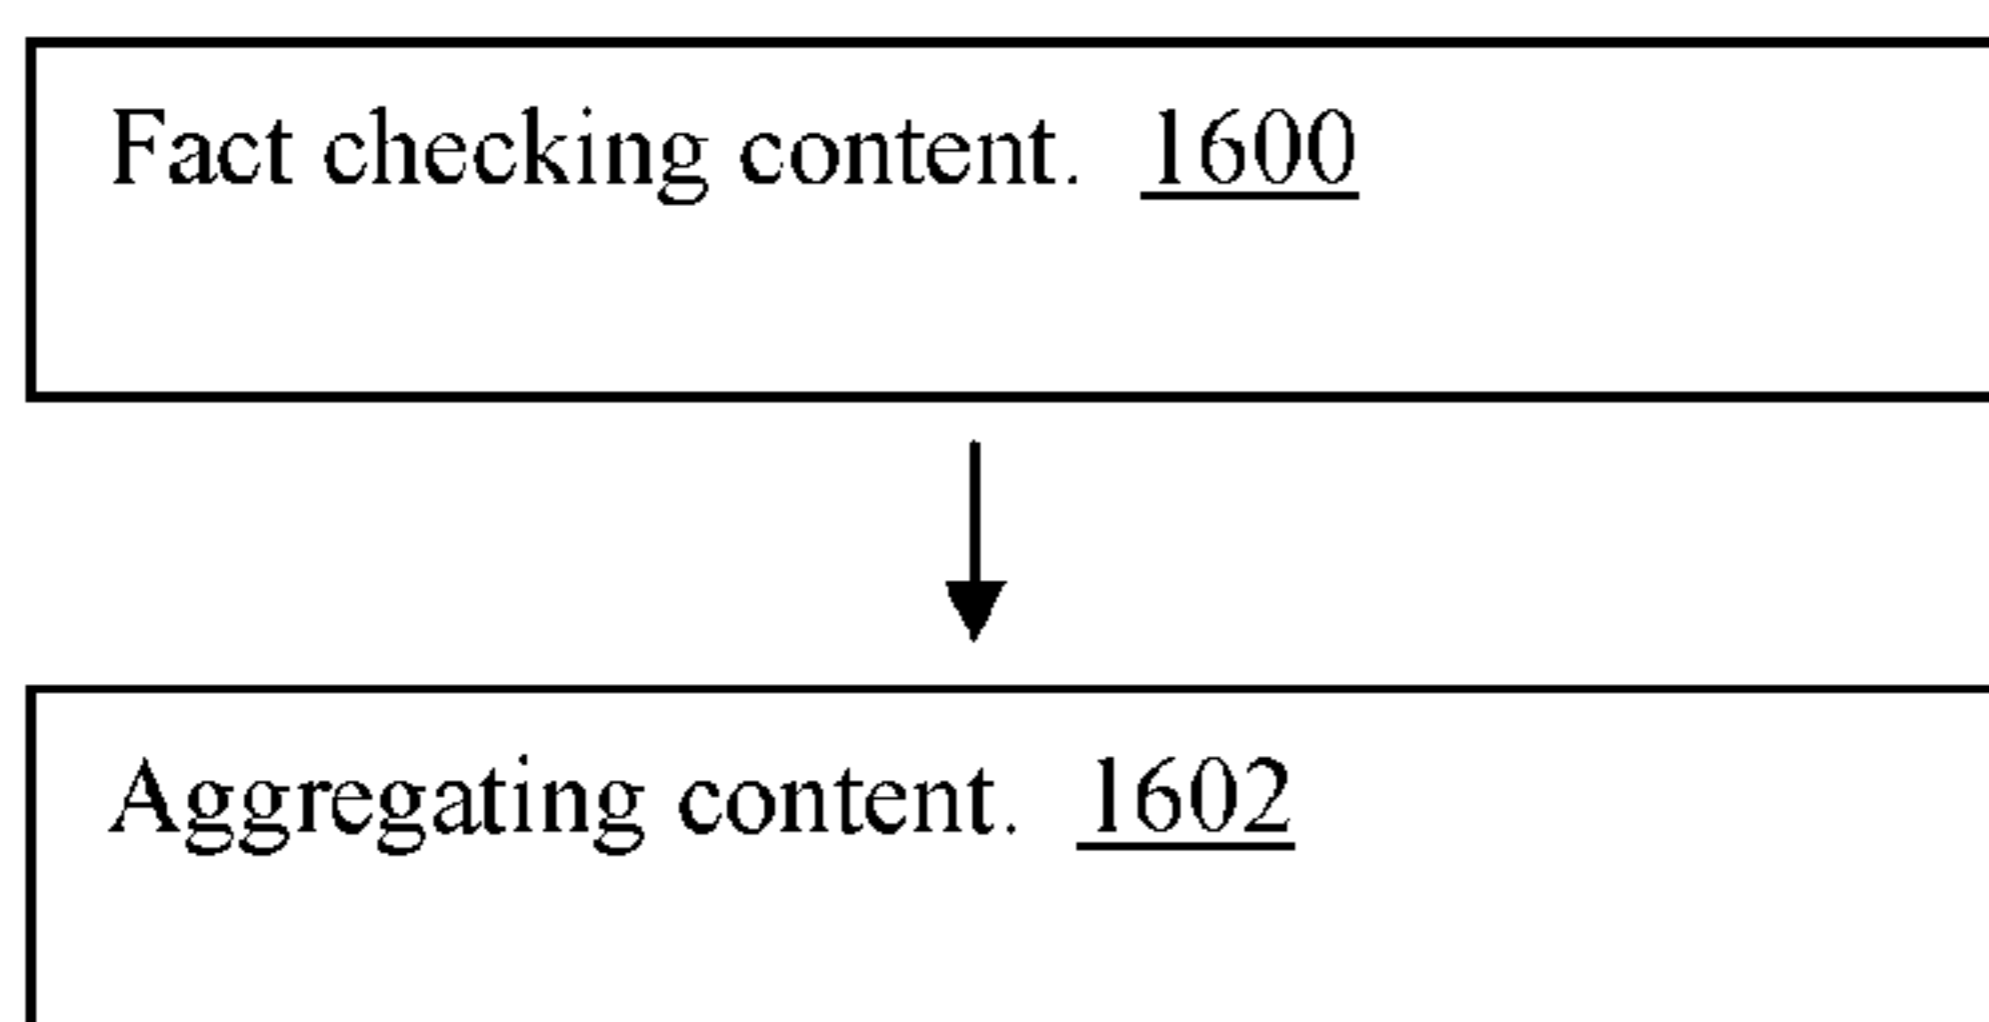 Fact checking content. 1600
Aggregating content. 1602